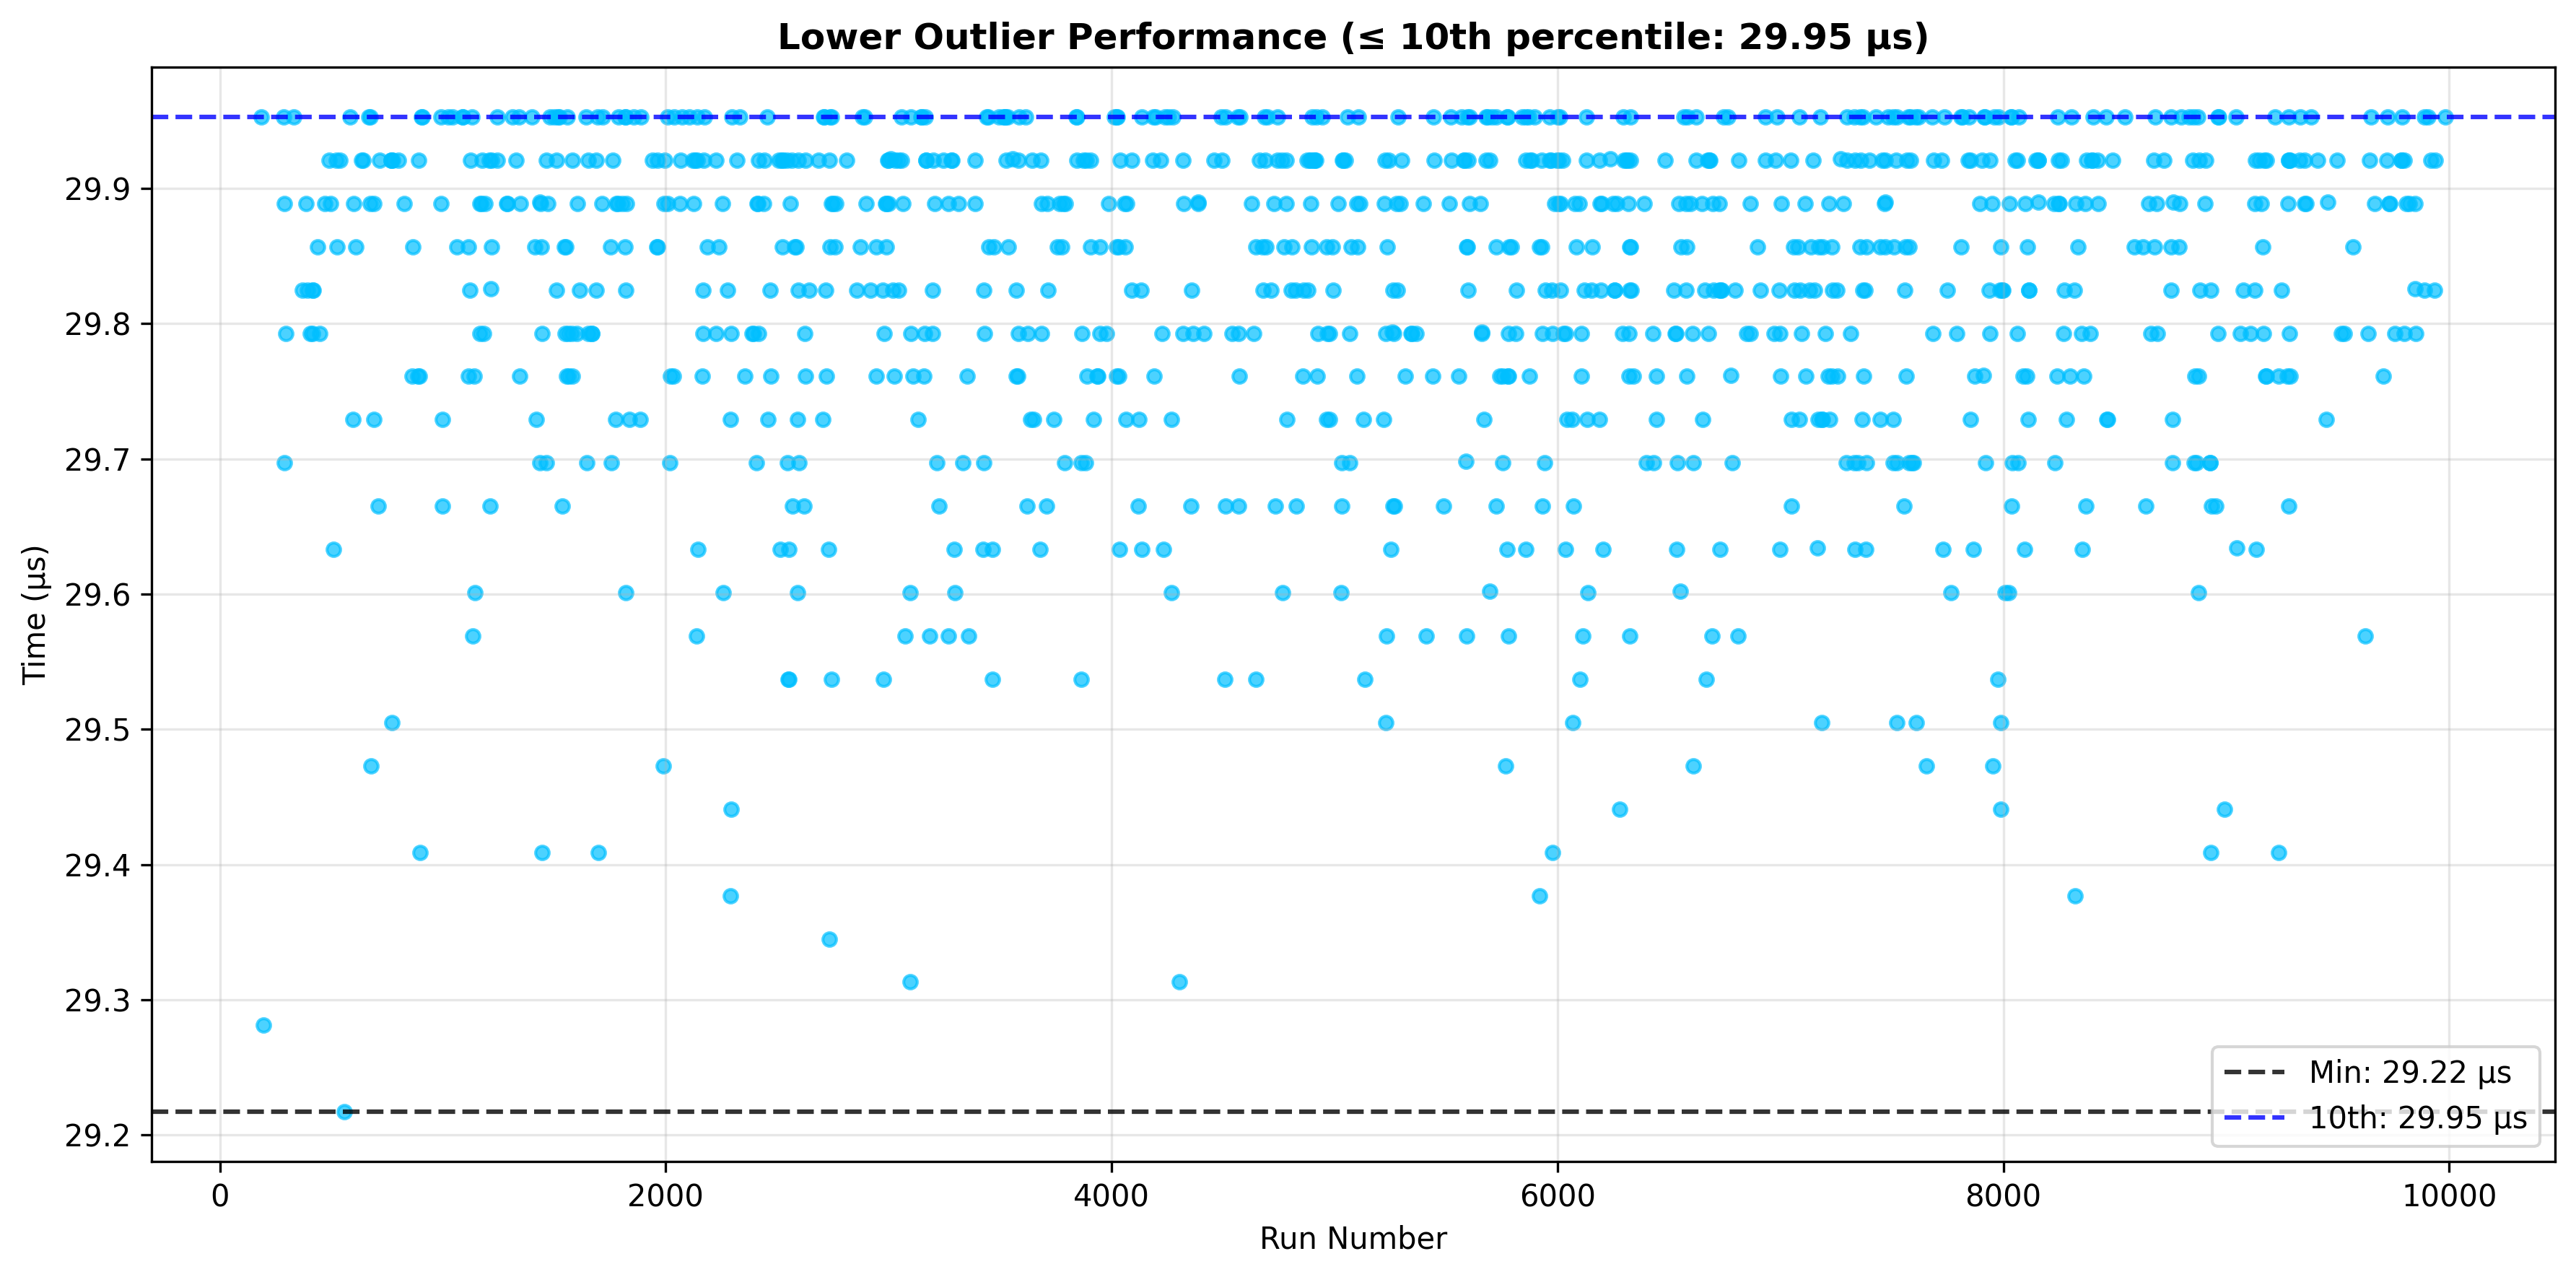 Lower Outlier Performance (≤ 10th percentile: 29.95 µs)
Time (µs)
29.9
29.8
29.7
29.6
29.5
29.4
29.3
29.2
Min: 29.22 µs
10th: 29.95 µs
0 2000 4000 6000 8000 10000
Run Number